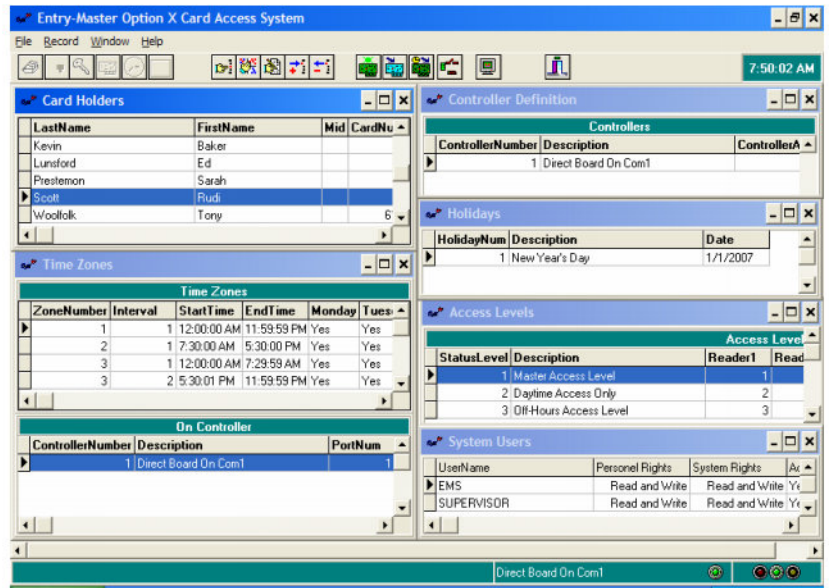 Entry-Master Option X Card Access System
File Record Window Help
7:50:02 AM
Card Holders
LastName FirstName Mid CardNu
Kevin Baker
Lunsford Ed
Prestemon Sarah
Scott Rudi
Woolfolk Tony 6
Time Zones
Time Zones
ZoneNumber Interval StartTime EndTime Monday Tues
1 1 12:00:00 AM 11:59:59 PM Yes Yes
2 1 7:30:00 AM 5:30:00 PM Yes Yes
3 1 12:00:00 AM 7:29:59 AM Yes Yes
3 2 5:30:01 PM 11:59:59 PM Yes Yes
On Controller
ControllerNumber Description PortNum
1 Direct Board On Com1 1
Controller Definition
Controllers
ControllerNumber Description ControllerA
1 Direct Board On Com1
Holidays
HolidayNum Description Date
1 New Year's Day 1/1/2007
Access Levels
Access Level
StatusLevel Description Reader1 Read
1 Master Access Level 1
2 Daytime Access Only 2
3 Off-Hours Access Level 3
System Users
UserName Personel Rights System Rights Ac
EMS Read and Write Read and Write Ye
SUPERVISOR Read and Write Read and Write Ye
Direct Board On Com1